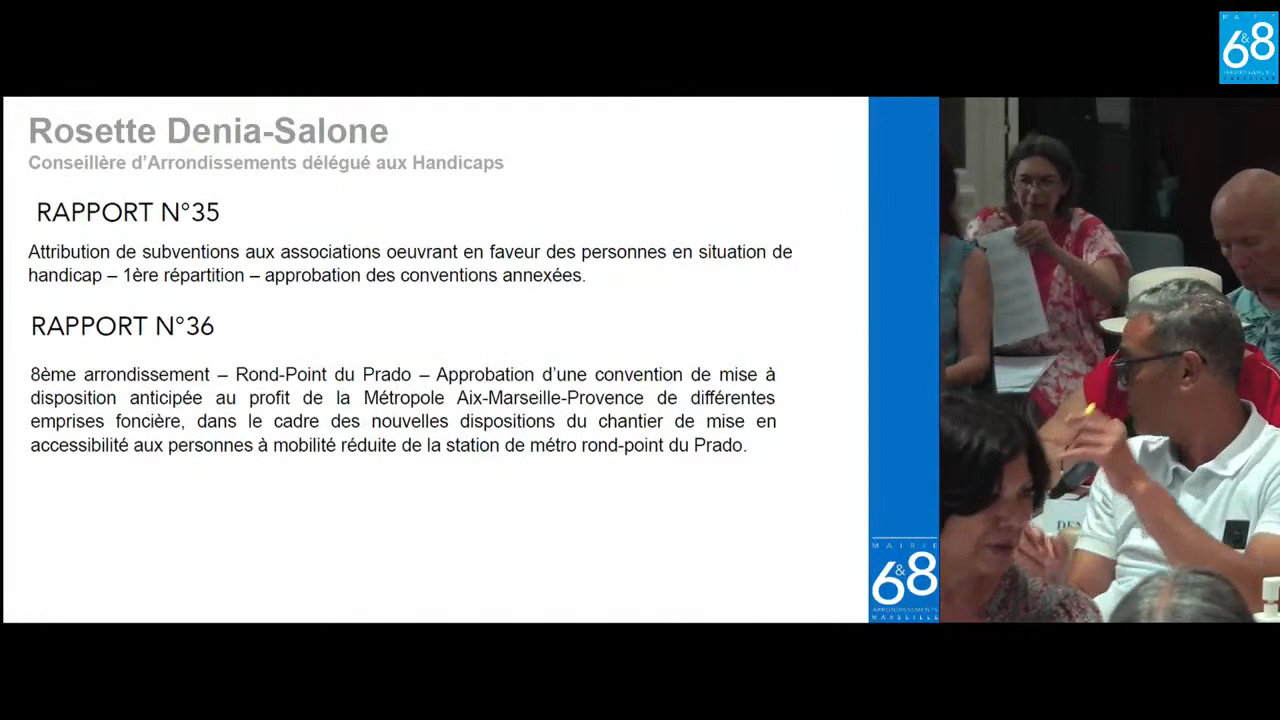 MAIRIE
6&8
ARRONDISSEMENTS
MARSEILLE
Rosette Denia-Salone
Conseillère d'Arrondissements délégué aux Handicaps
RAPPORT N°35
Attribution de subventions aux associations oeuvrant en faveur des personnes en situation de
handicap – 1ère répartition – approbation des conventions annexées.
RAPPORT N°36
8ème arrondissement – Rond-Point du Prado – Approbation d'une convention de mise à
disposition anticipée au profit de la Métropole Aix-Marseille-Provence de différentes
emprises foncière, dans le cadre des nouvelles dispositions du chantier de mise en
accessibilité aux personnes à mobilité réduite de la station de métro rond-point du Prado.
MAIRIE
6&8
ARRONDISSEMENTS
MARSEILLE